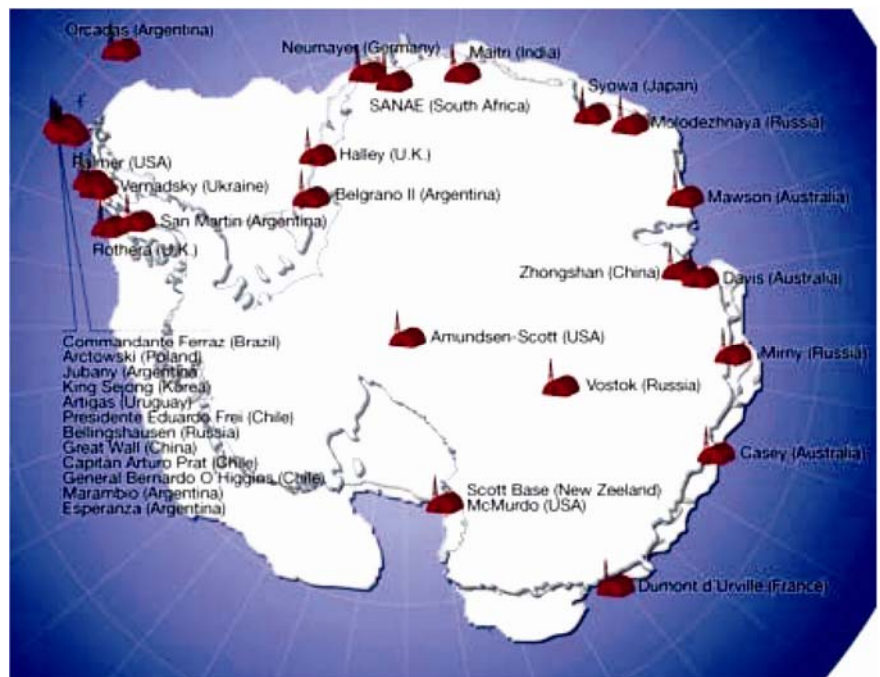 Orcadas (Argentina)
Neumayer (Germany)
Maitri (India)
SANAE (South Africa)
Syowa (Japan)
Molodezhnaya (Russia)
Halley (U.K.)
Palmer (USA)
Vernadsky (Ukraine)
Belgrano II (Argentina)
Mawson (Australia)
San Martin (Argentina)
Rothera (U.K.)
Zhongshan (China)
Davis (Australia)
Amundsen-Scott (USA)
Mirny (Russia)
Vostok (Russia)
Commandante Ferraz (Brazil)
Arctowski (Poland)
Jubany (Argentina
King Sejong (Korea)
Artigas (Uruguay)
Presidente Eduardo Frei (Chile)
Bellingshausen (Russia)
Great Wall (China)
Capitán Arturo Prat (Chile)
General Bernardo O'Higgins (Chile)
Marambio (Argentina)
Esperanza (Argentina)
Casey (Australia)
Scott Base (New Zeeland)
McMurdo (USA)
Dumont d'Urville (France)